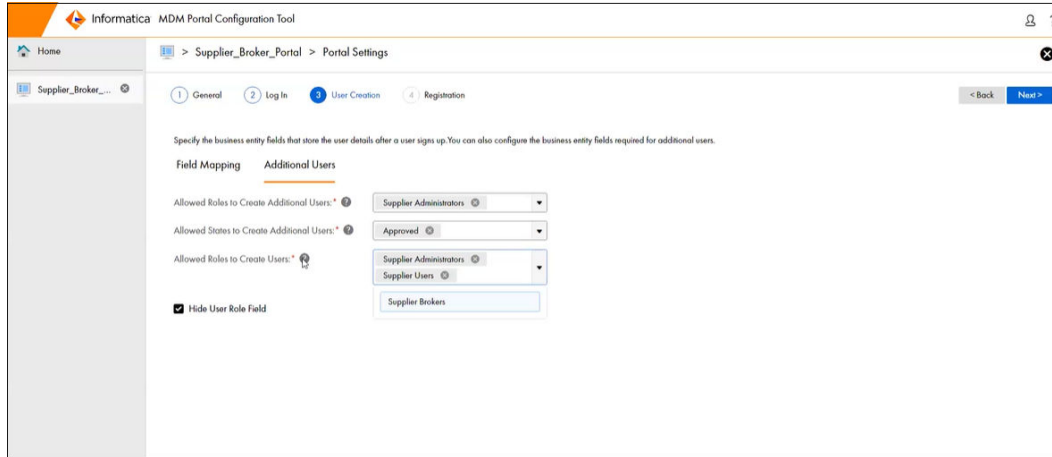 Informatica MDM Portal Configuration Tool
Home
> Supplier_Broker_Portal > Portal Settings
Supplier_Broker_...
1 General 2 Log In 3 User Creation 4 Registration
< Back Next >
Specify the business entity fields that store the user details after a user signs up.You can also configure the business entity fields required for additional users.
Field Mapping Additional Users
Allowed Roles to Create Additional Users:* ? Supplier Administrators
Allowed States to Create Additional Users:* ? Approved
Allowed Roles to Create Users:* ? Supplier Administrators
Supplier Users
Supplier Brokers
Hide User Role Field